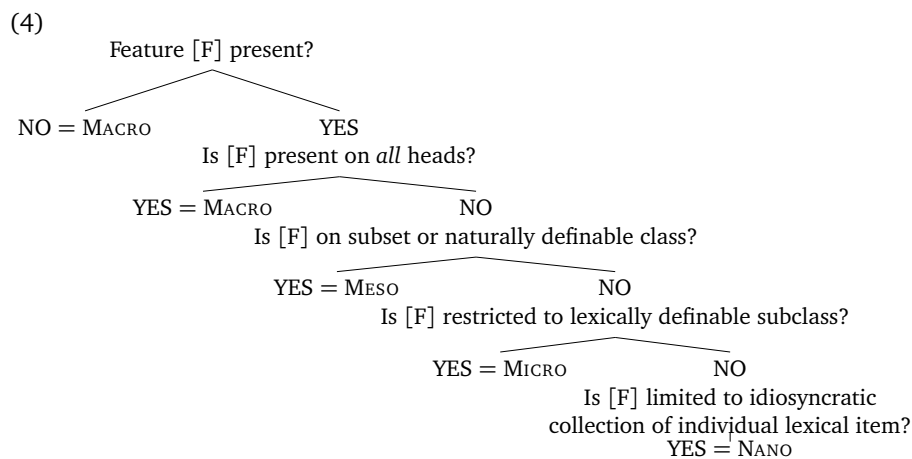 (4)
Feature [F] present?
NO = MACRO YES
Is [F] present on all heads?
YES = MACRO NO
Is [F] on subset or naturally definable class?
YES = MESO NO
Is [F] restricted to lexically definable subclass?
YES = MICRO NO
Is [F] limited to idiosyncratic
collection of individual lexical item?
YES = NANO